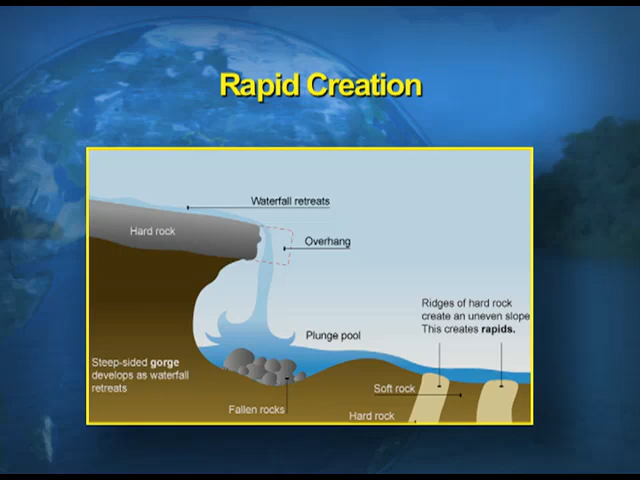 Rapid Creation
Waterfall retreats
Hard rock
Overhang
Ridges of hard rock
create an uneven slope
This creates rapids.
Plunge pool
Steep-sided gorge
develops as waterfall
retreats
Soft rock
Fallen rocks
Hard rock